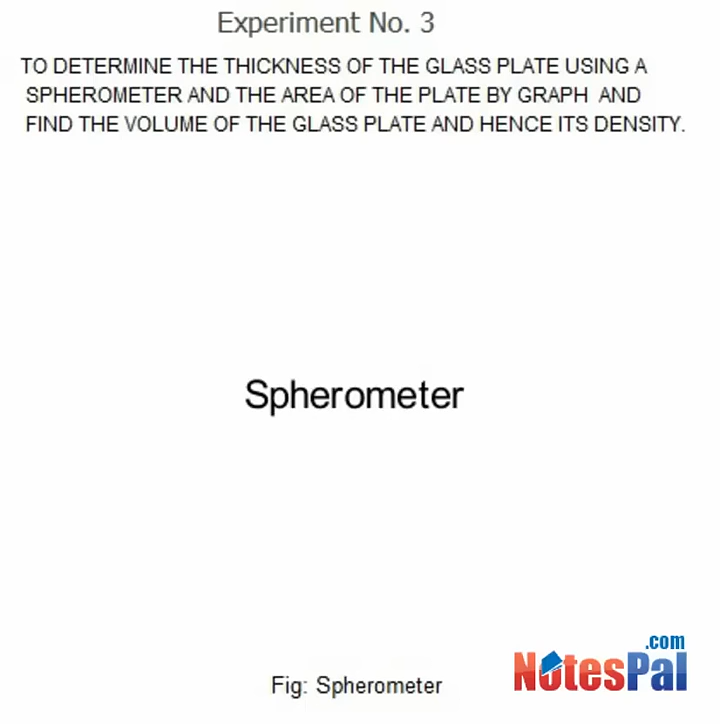 Experiment No. 3
TO DETERMINE THE THICKNESS OF THE GLASS PLATE USING A
SPHEROMETER AND THE AREA OF THE PLATE BY GRAPH AND
FIND THE VOLUME OF THE GLASS PLATE AND HENCE ITS DENSITY.
Spherometer
.com
NotesPal
Fig: Spherometer